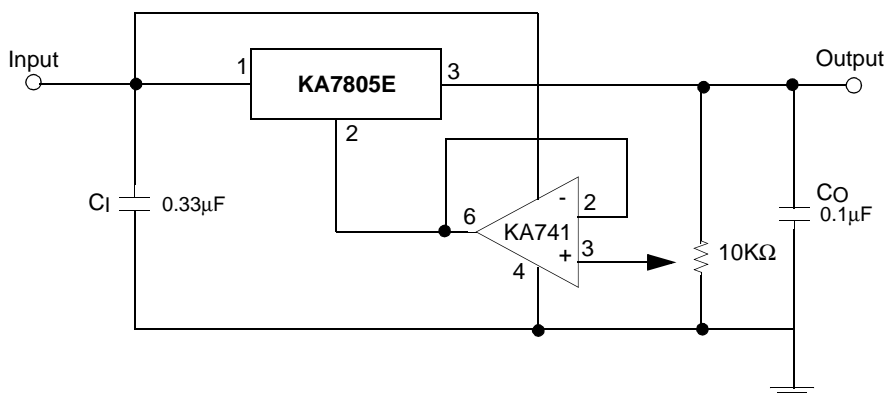 Input
Output
1
KA7805E
3
2
CI
0.33μF
6
-
2
KA741
+
3
4
10KΩ
CO
0.1μF